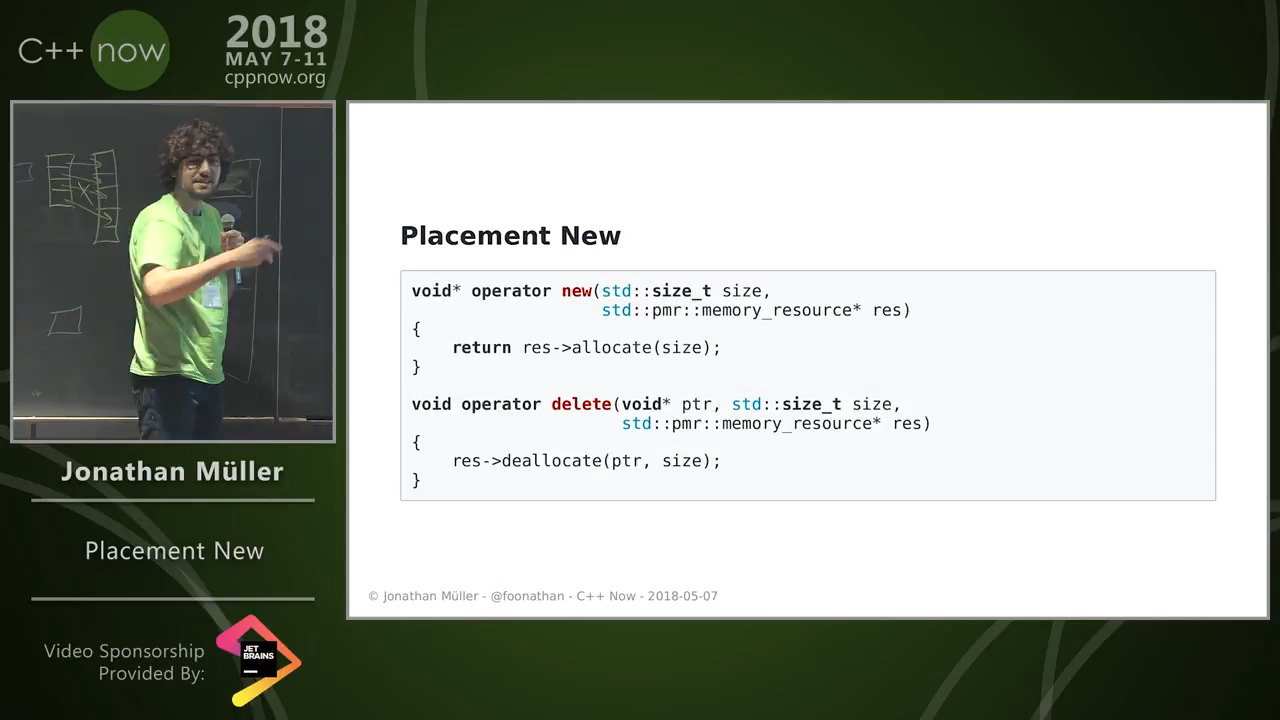 C++ now
2018
MAY 7-11
cppnow.org
Jonathan Müller
Placement New
Video Sponsorship
Provided By:
JET
BRAINS
Placement New
void* operator new(std::size_t size,
                   std::pmr::memory_resource* res)
{
    return res->allocate(size);
}
void operator delete(void* ptr, std::size_t size,
                     std::pmr::memory_resource* res)
{
    res->deallocate(ptr, size);
}
© Jonathan Müller - @foonathan - C++ Now - 2018-05-07